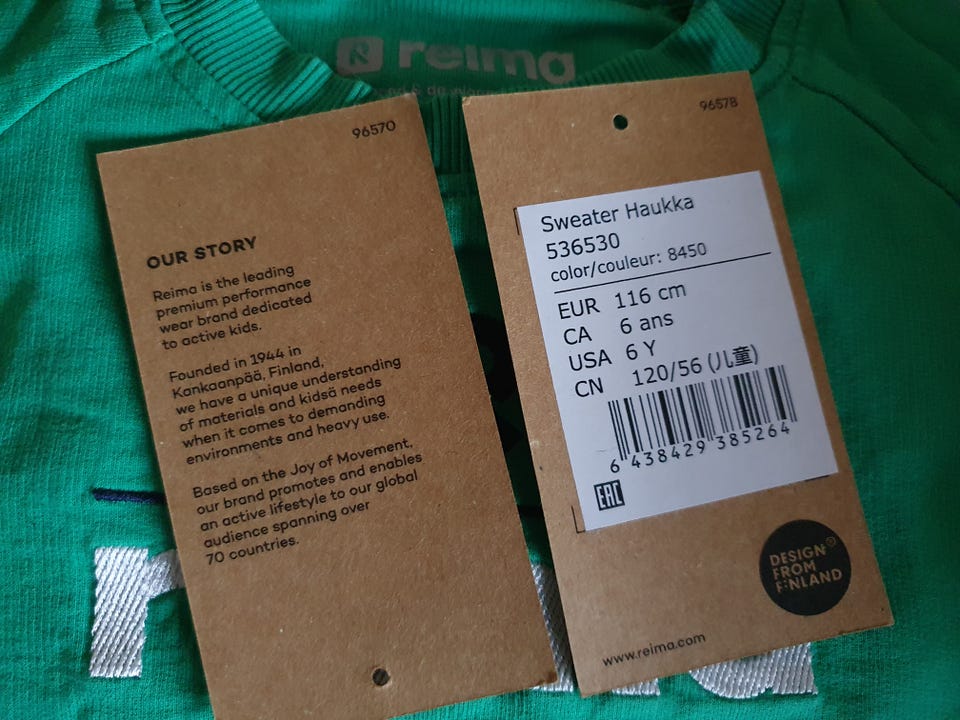 reima
96570
OUR STORY
Reima is the leading
premium performance
wear brand dedicated
to active kids.
Founded in 1944 in
Kankaanpää, Finland,
we have a unique understanding
of materials and kidsä needs
when it comes to demanding
environments and heavy use.
Based on the Joy of Movement,
our brand promotes and enables
an active lifestyle to our global
audience spanning over
70 countries.
96578
Sweater Haukka
536530
color/couleur: 8450
EUR 116 cm
CA 6 ans
USA 6 Y
CN 120/56 (儿童)
6 438429 385264
EAC
DESIGN®
FROM
FINLAND
www.reima.com